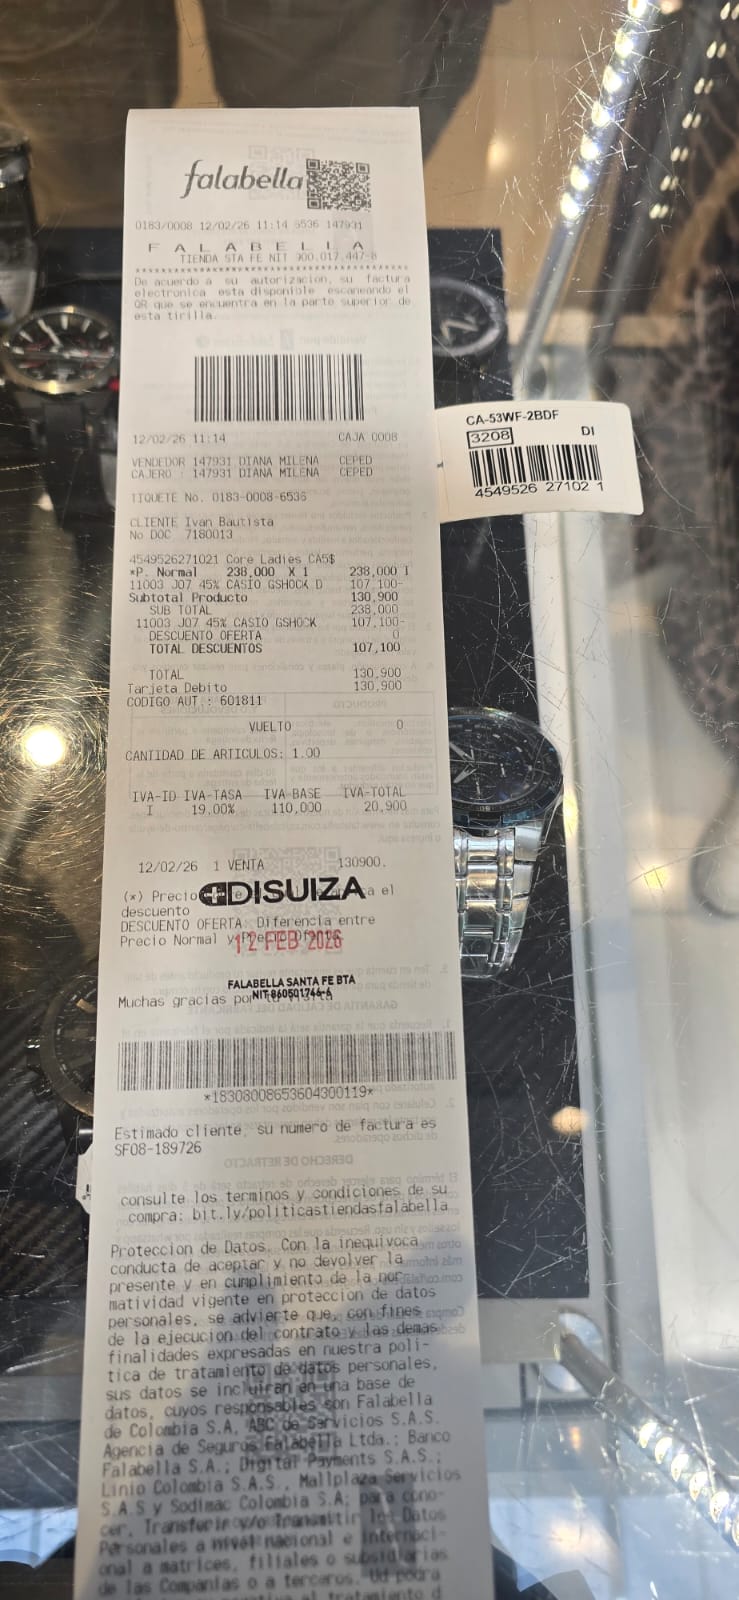 falabella
0183/0008 12/02/26 11:14 6536 147931
F A L A B E L L A
TIENDA STA FE NIT 900.017.447-8
De acuerdo a su autorizacion, su factura
electronica esta disponible escaneando el
QR que se encuentra en la parte superior de
esta tirilla.
12/02/26 11:14 CAJA 0008
VENDEDOR 147931 DIANA MILENA CEPED
CAJERO : 147931 DIANA MILENA CEPED
TIQUETE No. 0183-0008-6536
CLIENTE Ivan Bautista
No DOC 7180013
4549526271021 Core Ladies CA5$
*P. Normal 238,000 X 1 238,000 I
11003 J07 45% CASIO GSHOCK D 107,100-
Subtotal Producto 130,900
SUB TOTAL 238,000
11003 J07 45% CASIO GSHOCK 107,100-
DESCUENTO OFERTA 0
TOTAL DESCUENTOS 107,100
TOTAL 130,900
Tarjeta Debito 130,900
CODIGO AUT.: 601811
VUELTO 0
CANTIDAD DE ARTICULOS: 1.00
IVA-ID IVA-TASA IVA-BASE IVA-TOTAL
I 19.00% 110,000 20,900
12/02/26 1 VENTA 130900.
(*) Precio el
DISUIZA
descuento
DESCUENTO OFERTA: Diferencia entre
Precio Normal y
12 FEB 2026
FALABELLA SANTA FE BTA
NIT 860501746-6
Muchas gracias por
*18308008653604300119*
Estimado cliente, su numero de factura es
SF08-189726
consulte los terminos y condiciones de su
compra: bit.ly/politicastiendasfalabella
Proteccion de Datos. Con la inequivoca
conducta de aceptar y no devolver la
presente y en cumplimiento de la nor
matividad vigente en proteccion de datos
personales, se advierte que, con fines
de la ejecucion del contrato y las demas
finalidades expresadas en nuestra poli-
tica de tratamiento de datos personales,
sus datos se incluiran en una base de
datos, cuyos responsables son Falabella
de Colombia S.A, ABC de Servicios S.A.S.
Agencia de Seguros Falabella Ltda.; Banco
Falabella S.A.; Digital Payments S.A.S.;
Linio Colombia S.A.S., Mallplaza Servicios
S.A.S y Sodimac Colombia S.A; para cono-
cer, Transferir y/o Transmitir los Datos
Personales a nivel nacional e internaci-
onal a matrices, filiales o subsidiarias
de las Companias o a terceros. Ud podra
tratamiento d
CA-53WF-2BDF
3208 DI
4549526 27102 1